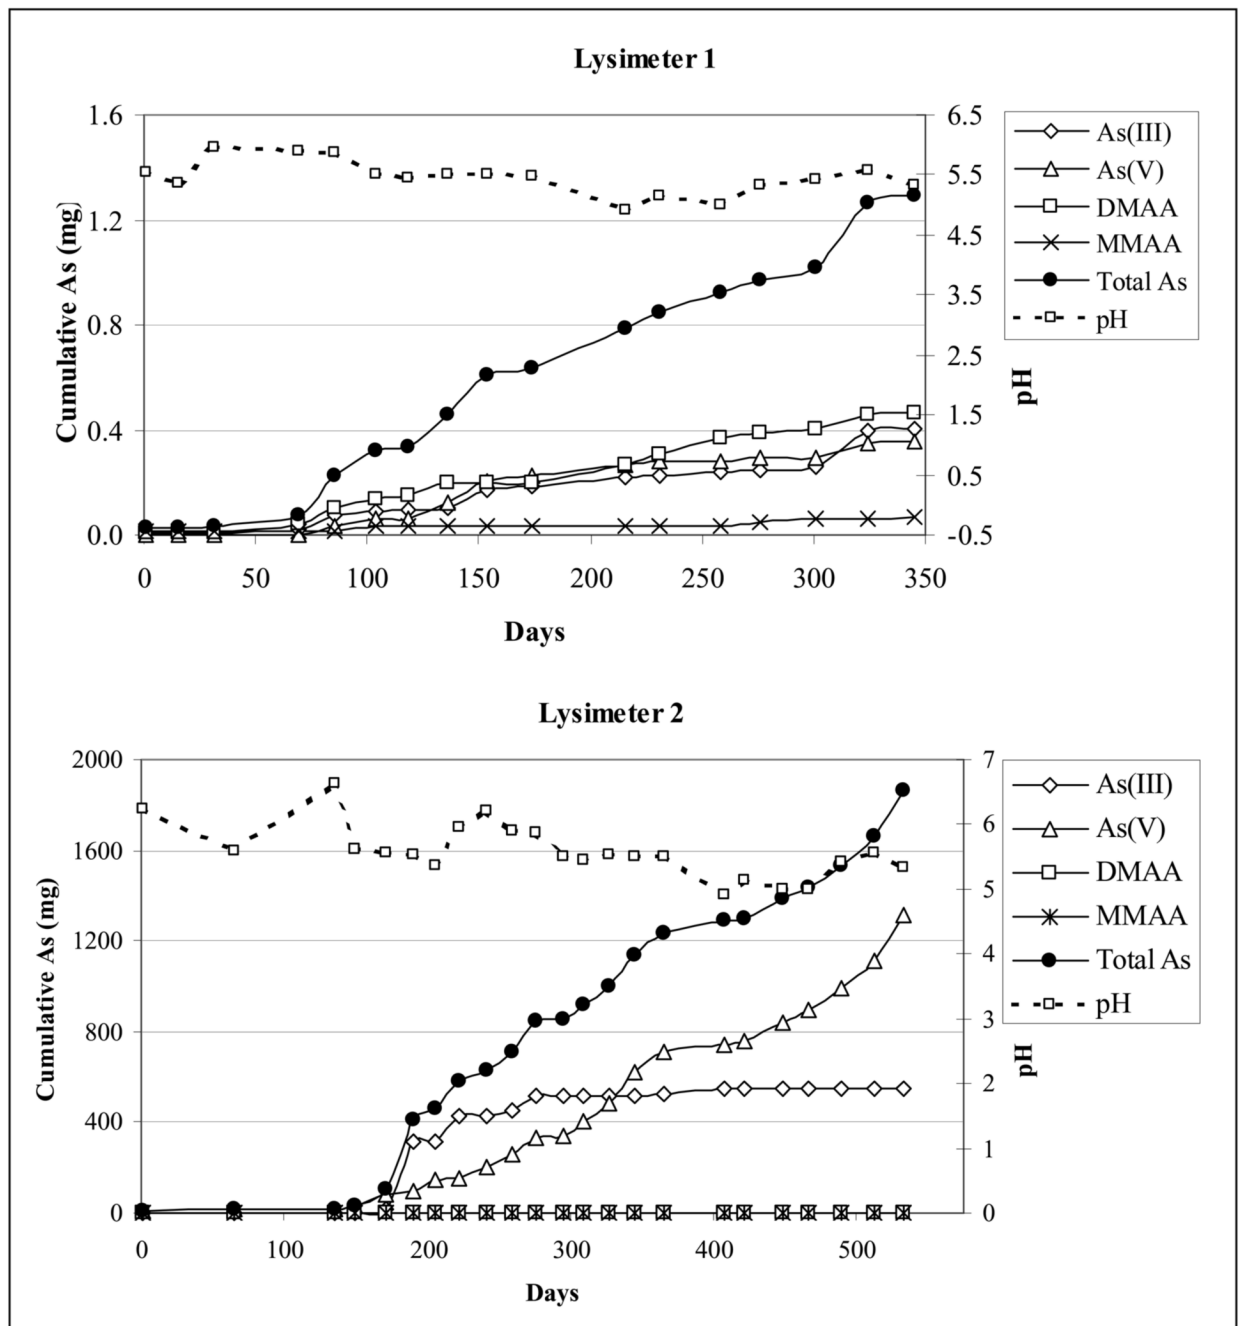 Lysimeter 1
1.6
1.2
0.8
0.4
0.0
Cumulative As (mg)
6.5
5.5
4.5
3.5
2.5
1.5
0.5
-0.5
pH
0 50 100 150 200 250 300 350
Days
As(III)
As(V)
DMAA
MMAA
Total As
pH
Lysimeter 2
2000
1600
1200
800
400
0
Cumulative As (mg)
7
6
5
4
3
2
1
0
pH
0 100 200 300 400 500
Days
As(III)
As(V)
DMAA
MMAA
Total As
pH